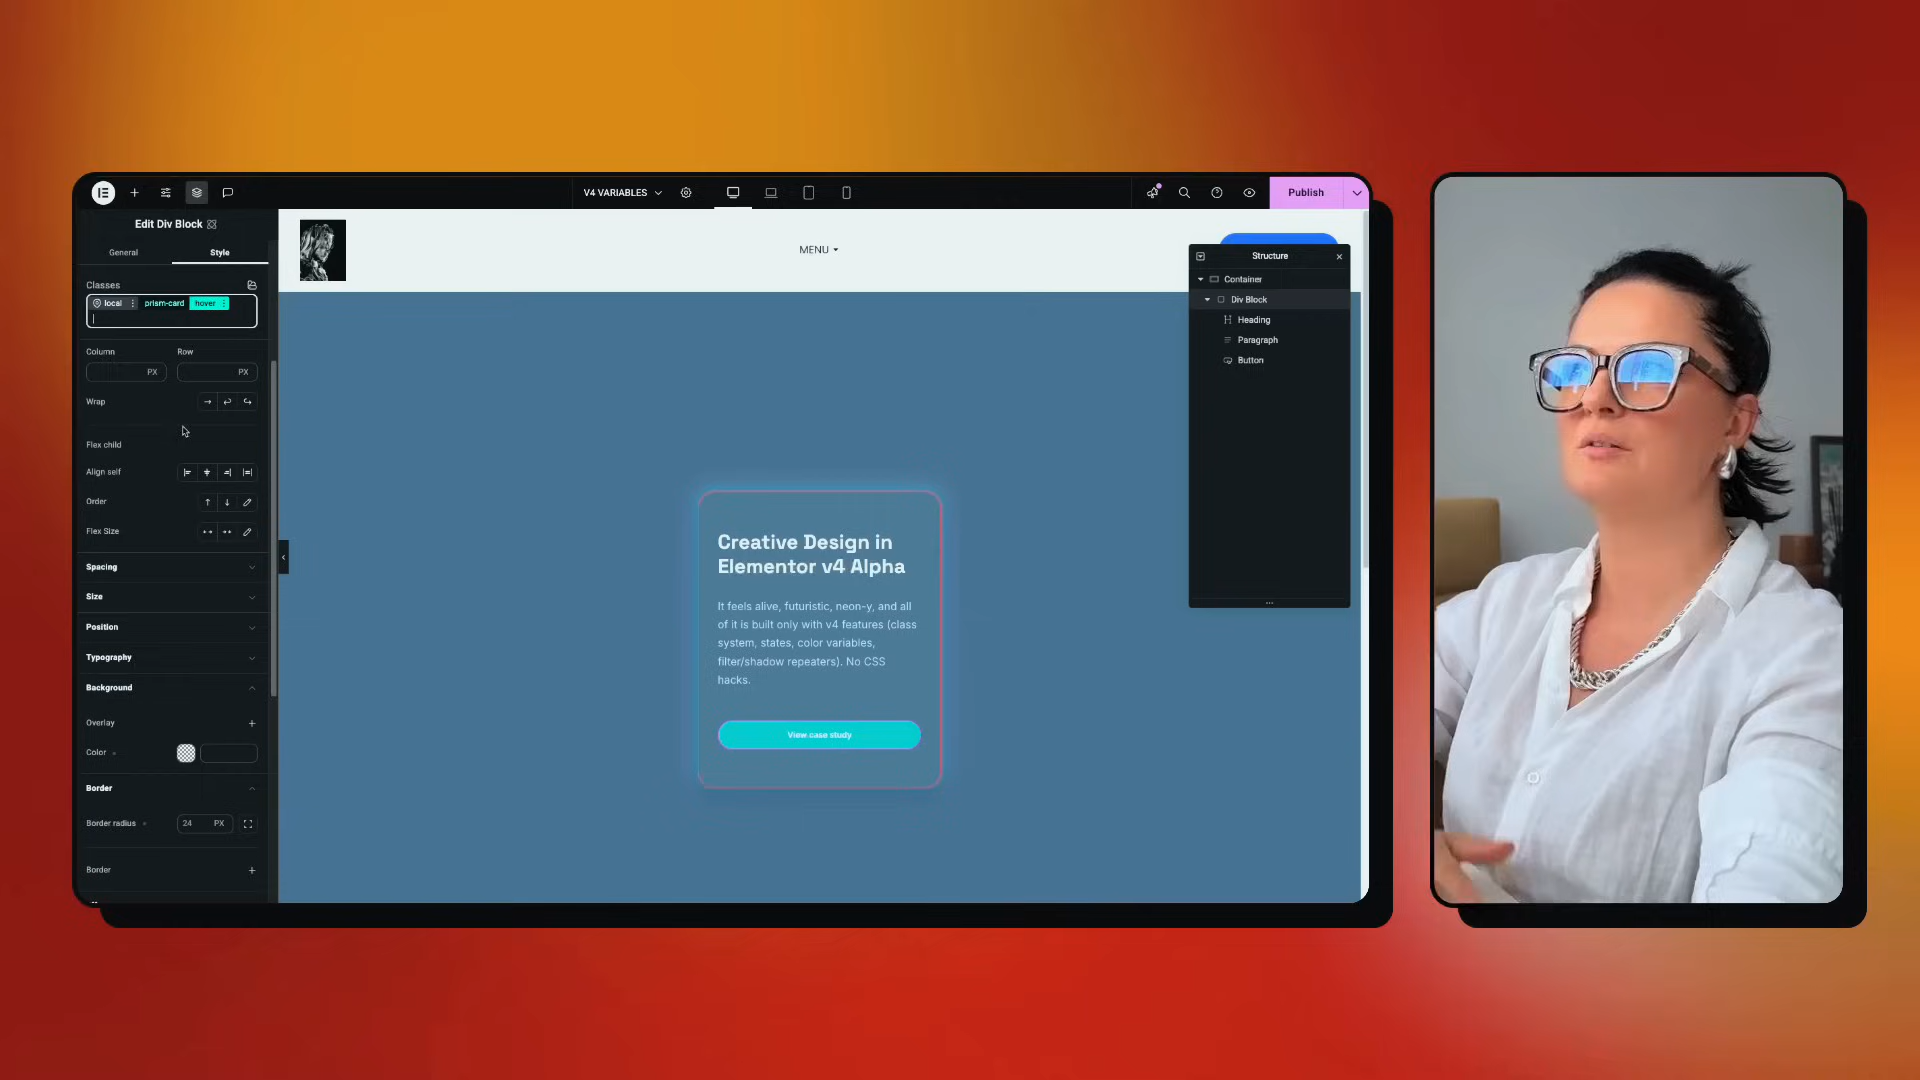 V4 VARIABLES
Publish
Edit Div Block
General
Style
Classes
local
prism-card
hover
Column
Row
PX
PX
Wrap
Flex child
Align self
Order
Flex Size
Spacing
Size
Position
Typography
Background
Overlay
Color
Border
Border radius
24
PX
Border
MENU
Creative Design in
Elementor v4 Alpha
It feels alive, futuristic, neon-y, and all
of it is built only with v4 features (class
system, states, color variables,
filter/shadow repeaters). No CSS
hacks.
View case study
Structure
Container
Div Block
Heading
Paragraph
Button